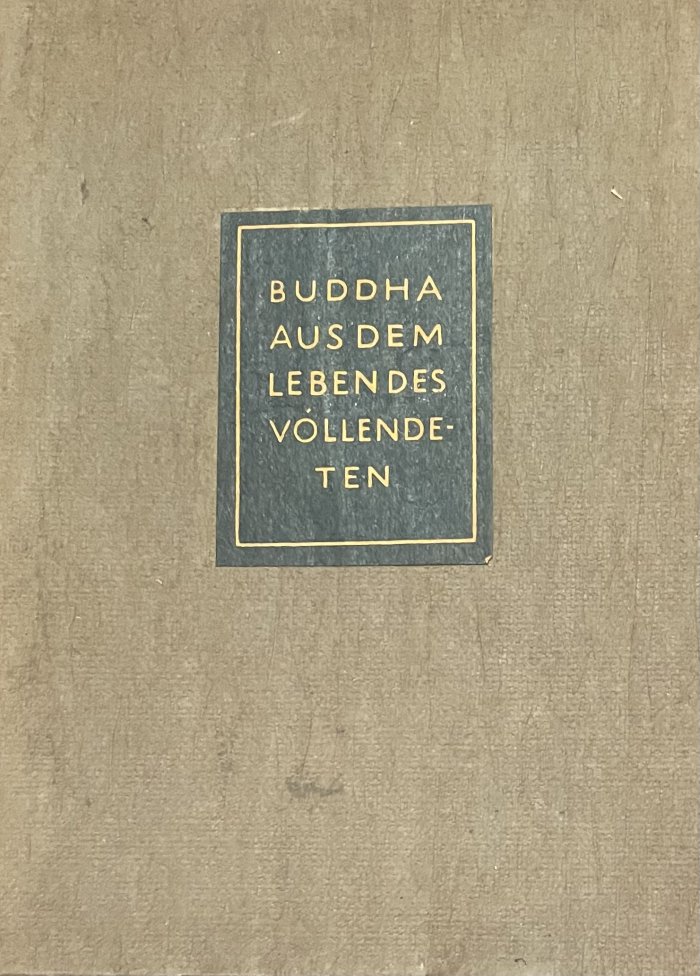 BUDDHA
AUS DEM
LEBEN DES
VOLLENDE-
TEN